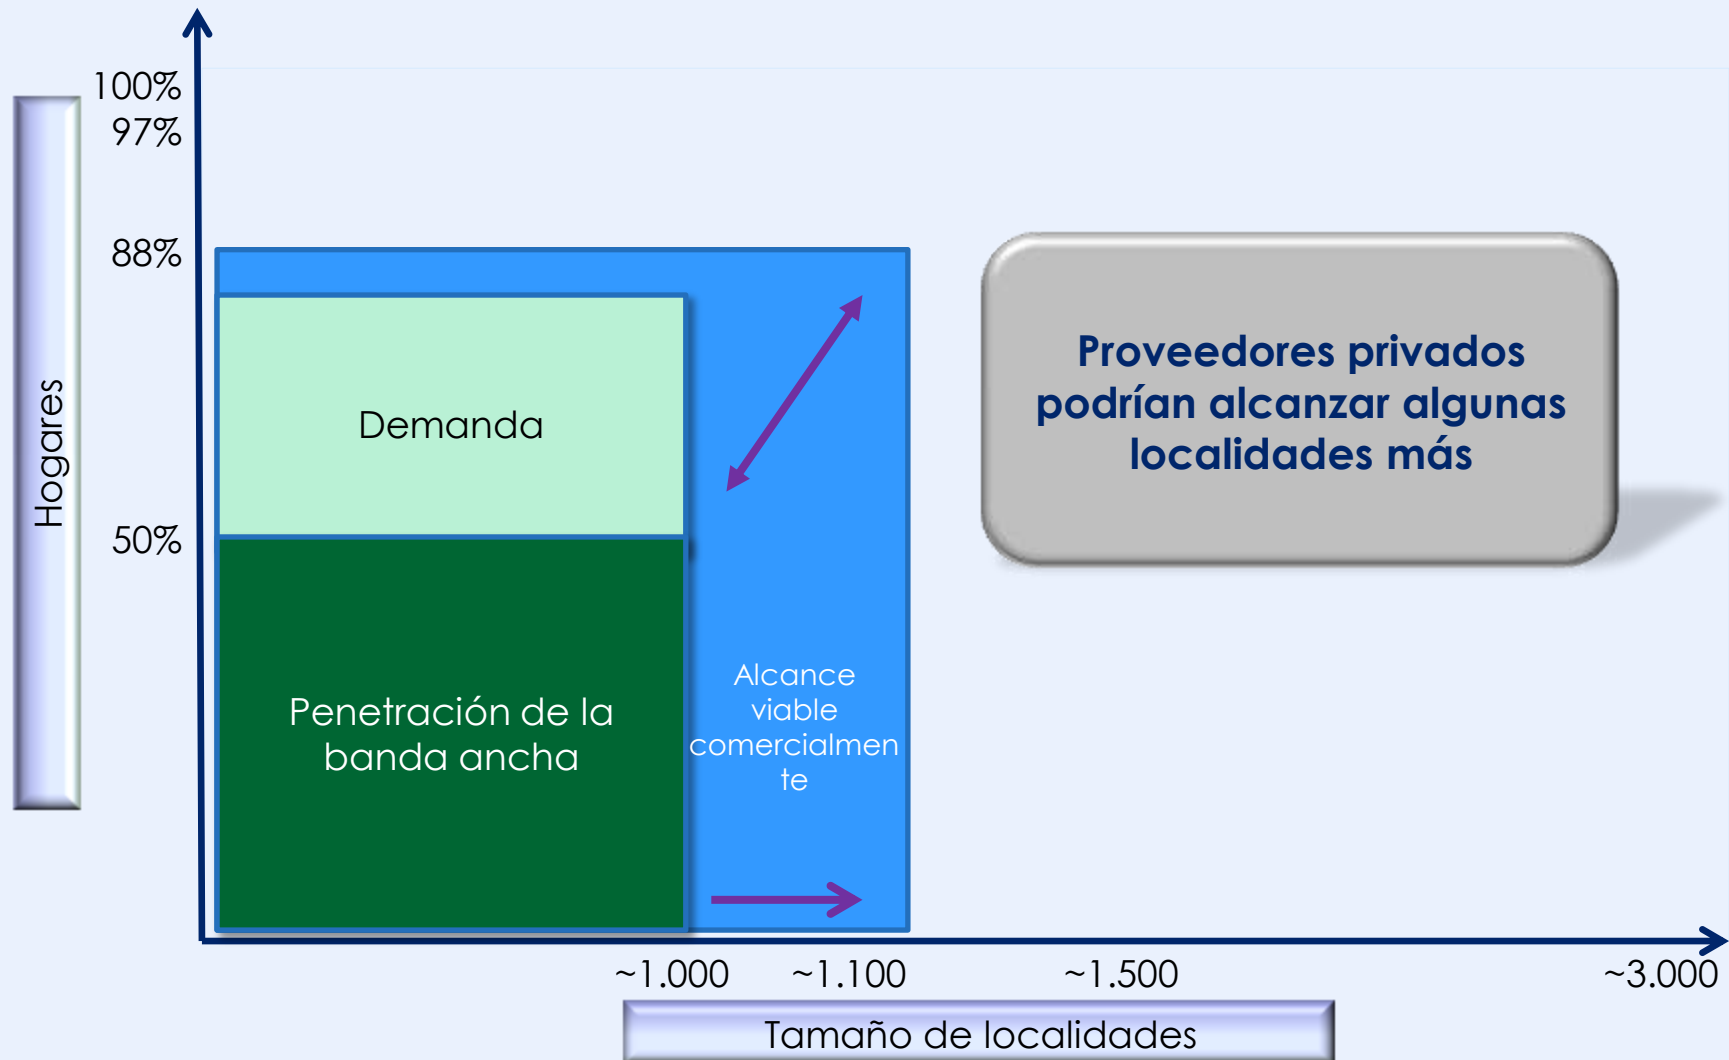 100%
97%
88%
50%
Hogares
Demanda
Penetración de la
banda ancha
Alcance
viable
comercialmen
te
Proveedores privados
podrían alcanzar algunas
localidades más
~1.000
~1.100
~1.500
~3.000
Tamaño de localidades